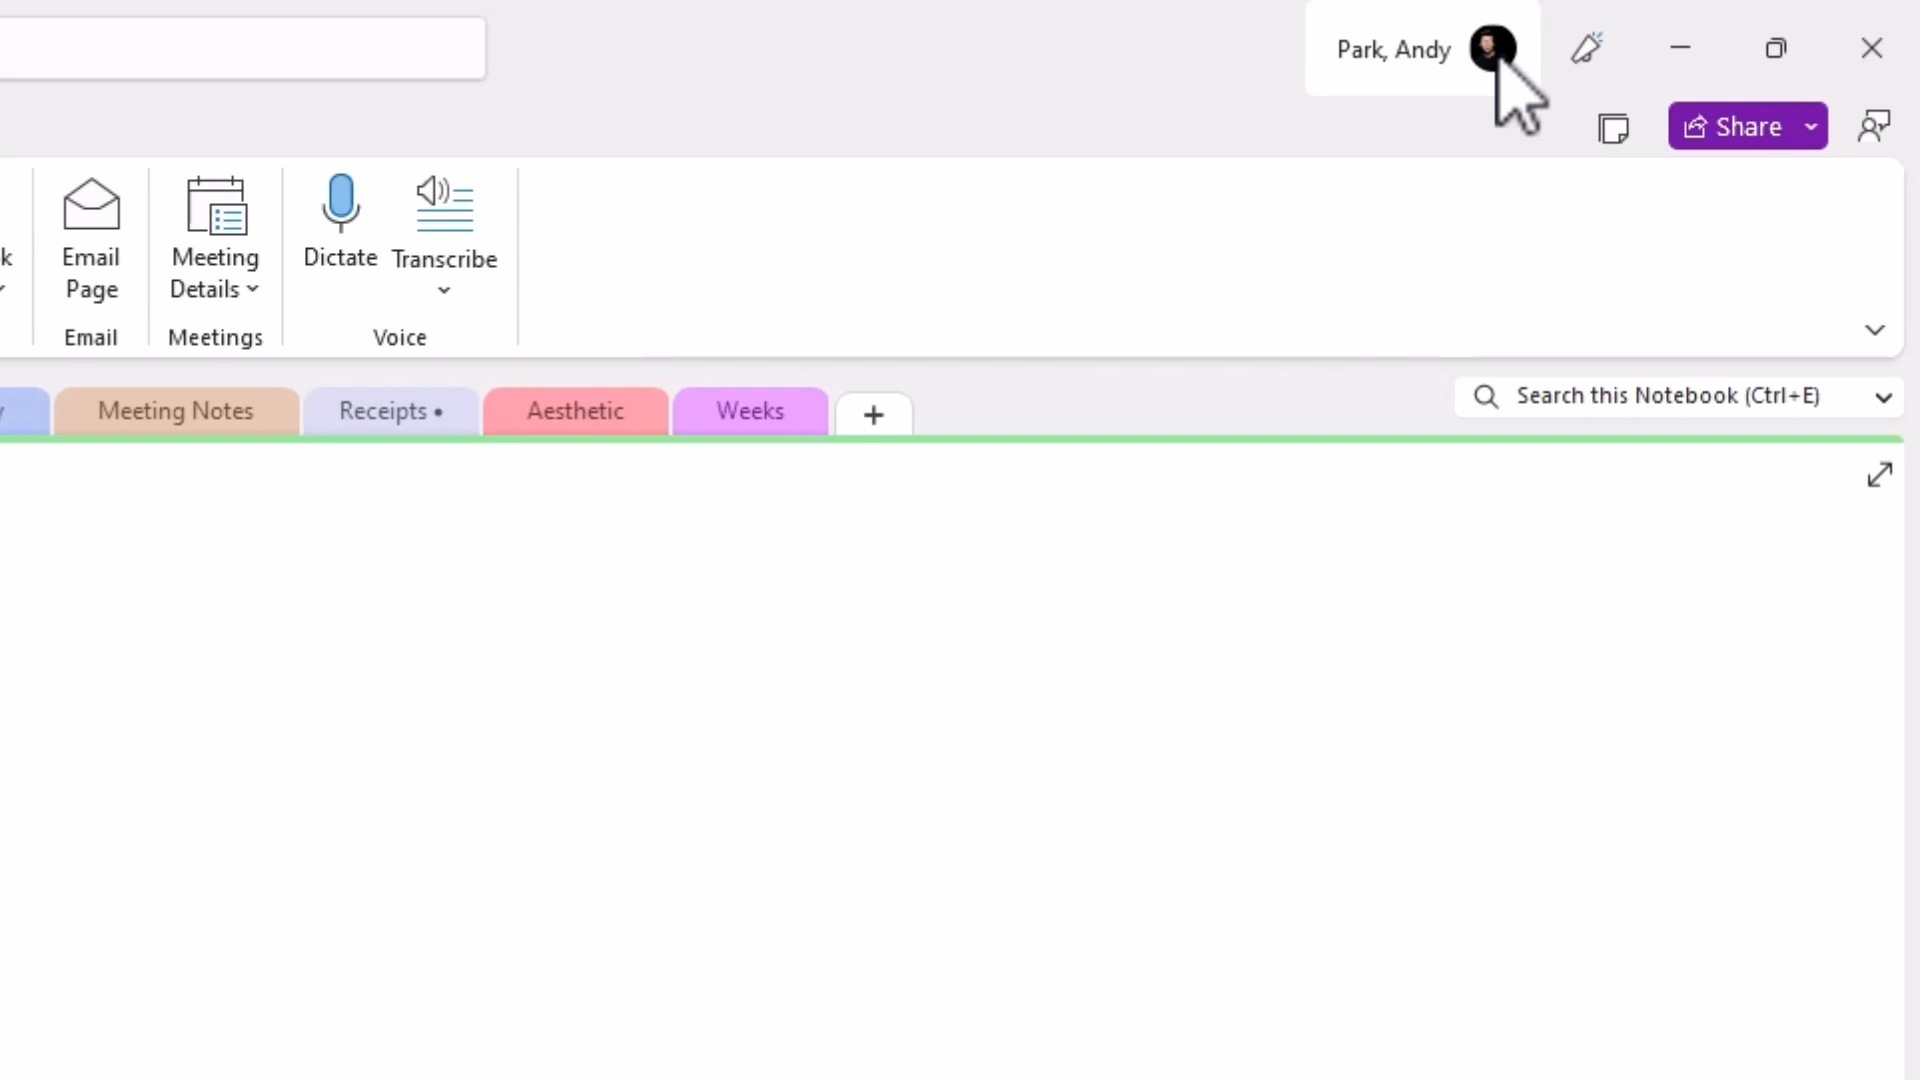 Park, Andy
Share
k
Email
Page
Meeting
Details
Dictate
Transcribe
Email
Meetings
Voice
Meeting Notes
Receipts •
Aesthetic
Weeks
+
Search this Notebook (Ctrl+E)